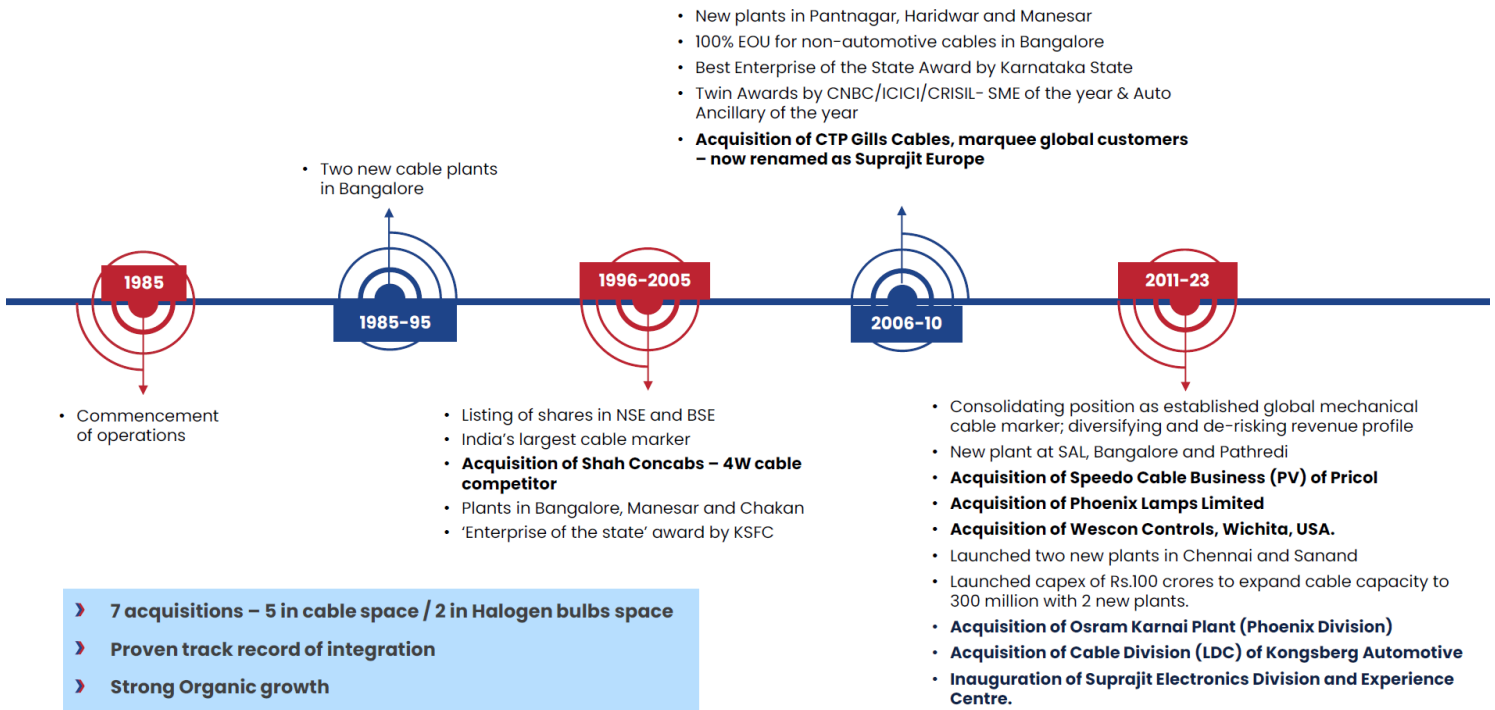 1985
• Commencement
of operations
• Two new cable plants
in Bangalore
1985-95
1996-2005
• Listing of shares in NSE and BSE
• India's largest cable marker
• Acquisition of Shah Concabs – 4W cable
competitor
• Plants in Bangalore, Manesar and Chakan
• 'Enterprise of the state' award by KSFC
• New plants in Pantnagar, Haridwar and Manesar
• 100% EOU for non-automotive cables in Bangalore
• Best Enterprise of the State Award by Karnataka State
• Twin Awards by CNBC/ICICI/CRISIL- SME of the year & Auto
Ancillary of the year
• Acquisition of CTP Gills Cables, marquee global customers
– now renamed as Suprajit Europe
2006-10
2011-23
• Consolidating position as established global mechanical
cable marker; diversifying and de-risking revenue profile
• New plant at SAL, Bangalore and Pathredi
• Acquisition of Speedo Cable Business (PV) of Pricol
• Acquisition of Phoenix Lamps Limited
• Acquisition of Wescon Controls, Wichita, USA.
• Launched two new plants in Chennai and Sanand
• Launched capex of Rs.100 crores to expand cable capacity to
300 million with 2 new plants.
• Acquisition of Osram Karnai Plant (Phoenix Division)
• Acquisition of Cable Division (LDC) of Kongsberg Automotive
• Inauguration of Suprajit Electronics Division and Experience
Centre.
7 acquisitions – 5 in cable space / 2 in Halogen bulbs space
Proven track record of integration
Strong Organic growth